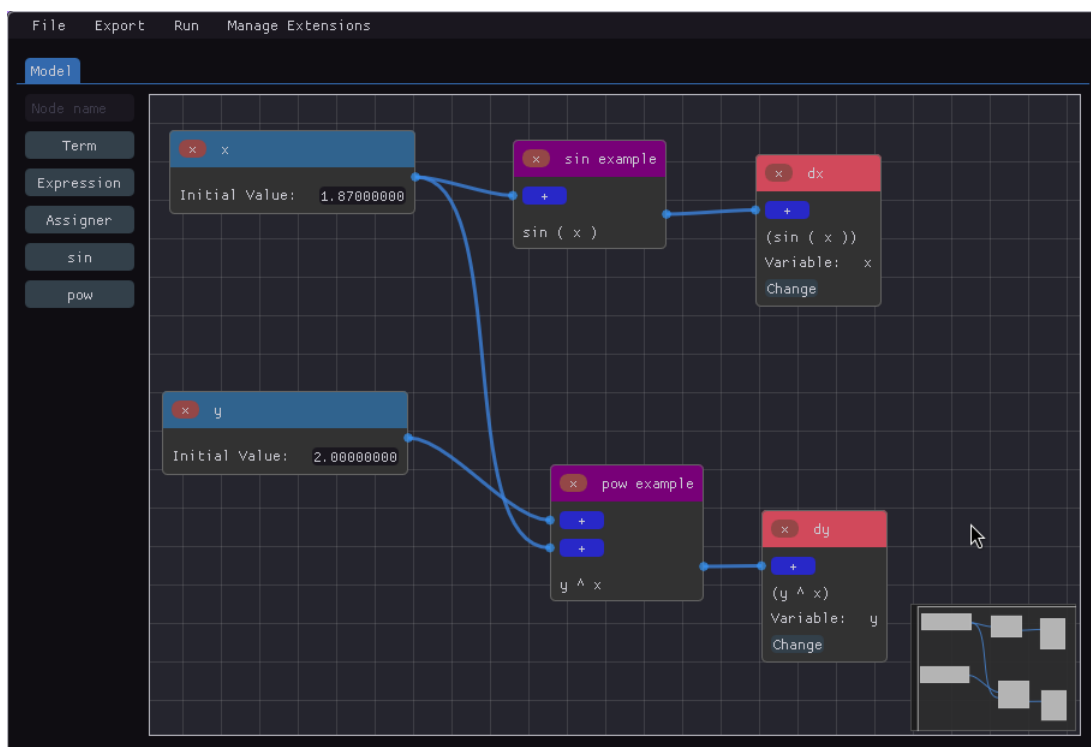 File Export Run Manage Extensions
Model
Node name
Term
Expression
Assigner
sin
pow
x x
Initial Value: 1.87000000
x sin example
+
sin ( x )
x dx
+
(sin ( x ))
Variable: x
Change
x y
Initial Value: 2.00000000
x pow example
+
+
y ^ x
x dy
+
(y ^ x)
Variable: y
Change